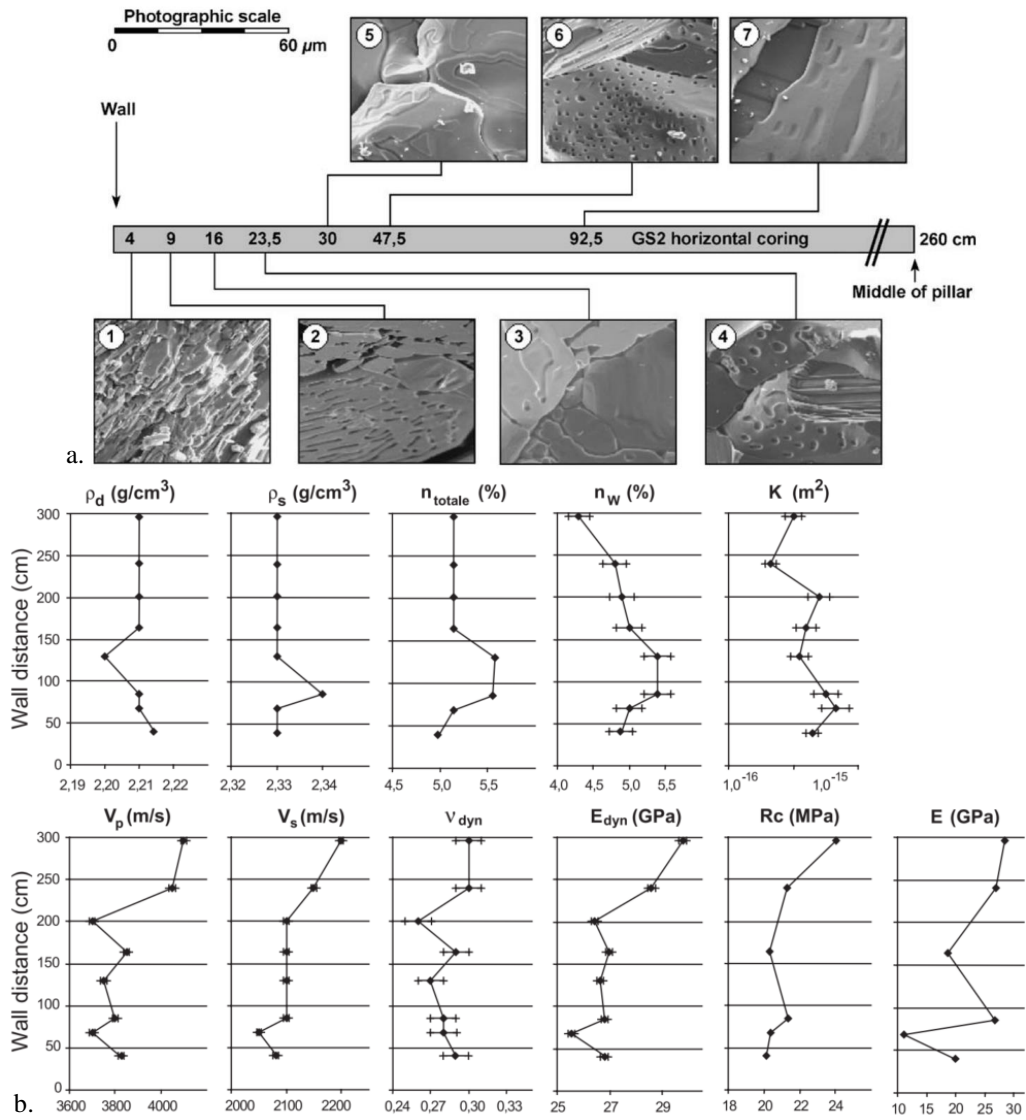 Photographic scale
0 60 µm
5 6 7
Wall
4 9 16 23,5 30 47,5 92,5 GS2 horizontal coring 260 cm
Middle of pillar
1 2 3 4
a.
ρd (g/cm³) ρs (g/cm³) ntotale (%) nW (%) K (m²)
Wall distance (cm)
300
250
200
150
100
50
0
2,19 2,20 2,21 2,22 2,32 2,33 2,34 4,5 5,0 5,5 4,0 4,5 5,0 5,5 1,0⁻¹⁶ 1,0⁻¹⁵
Vp (m/s) Vs (m/s) νdyn Edyn (GPa) Rc (MPa) E (GPa)
Wall distance (cm)
300
250
200
150
100
50
0
3600 4000 2000 2100 2200 0,24 0,27 0,30 0,33 25 27 29 20 22 24 10 15 20 25 30
b.